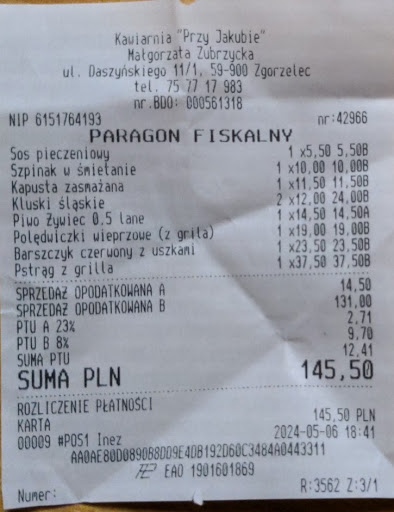 Kawiarnia "Przy Jakubie"
Małgorzata Zubrzycka
ul. Daszyńskiego 11/1, 59-900 Zgorzelec
tel. 75 77 17 983
nr.BDO: 000561318
NIP 6151764193 nr:42966
PARAGON FISKALNY
Sos pieczeniowy 1 x5,50 5,50B
Szpinak w śmietanie 1 x10,00 10,00B
Kapusta zasmażana 1 x11,50 11,50B
Kluski śląskie 2 x12,00 24,00B
Piwo Żywiec 0,5 lane 1 x14,50 14,50A
Polędwiczki wieprzowe (z grila) 1 x19,00 19,00B
Barszczyk czerwony z uszkami 1 x23,50 23,50B
Pstrąg z grilla 1 x37,50 37,50B
SPRZEDAŻ OPODATKOWANA A 14,50
SPRZEDAŻ OPODATKOWANA B 131,00
PTU A 23% 2,71
PTU B 8% 9,70
SUMA PTU 12,41
SUMA PLN 145,50
ROZLICZENIE PŁATNOŚCI
KARTA 145,50 PLN
00009 #POS1 Inez 2024-05-06 18:41
AA0AE80D089088DD9E4DB192D60C3484A0443311
EAO 1901601869
Numer: R:3562 Z:3/1